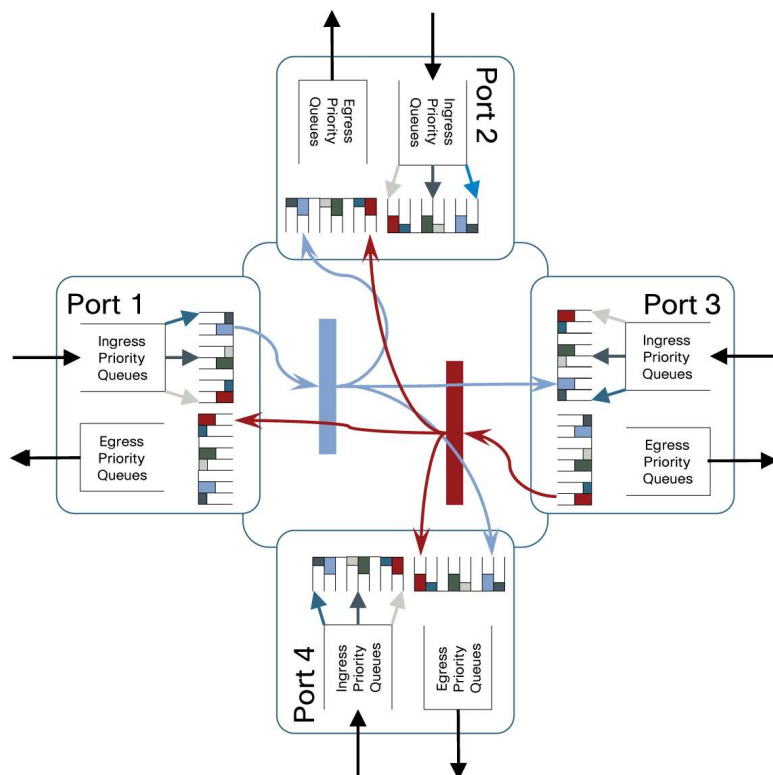 Port 2
Egress
Priority
Queues
Ingress
Priority
Queues
Port 1
Ingress
Priority
Queues
Egress
Priority
Queues
Port 3
Ingress
Priority
Queues
Egress
Priority
Queues
Port 4
Ingress
Priority
Queues
Egress
Priority
Queues